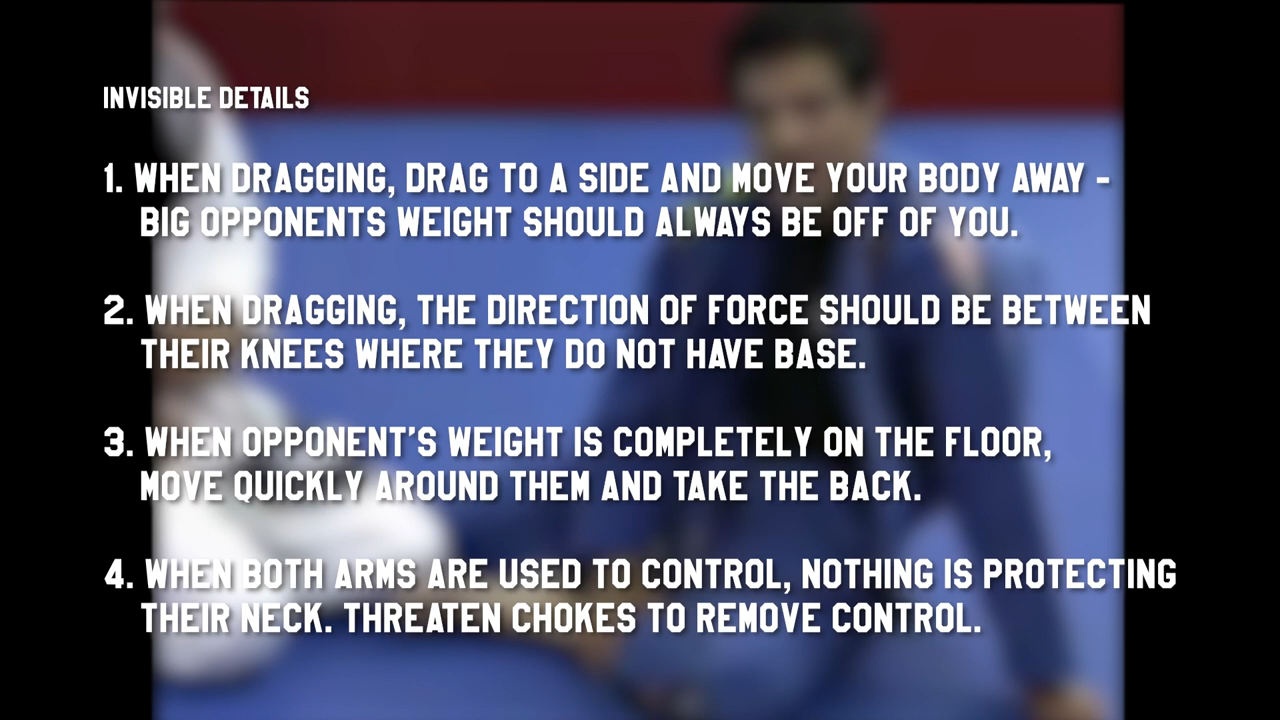 INVISIBLE DETAILS
1. WHEN DRAGGING, DRAG TO A SIDE AND MOVE YOUR BODY AWAY -
BIG OPPONENTS WEIGHT SHOULD ALWAYS BE OFF OF YOU.
2. WHEN DRAGGING, THE DIRECTION OF FORCE SHOULD BE BETWEEN
THEIR KNEES WHERE THEY DO NOT HAVE BASE.
3. WHEN OPPONENT'S WEIGHT IS COMPLETELY ON THE FLOOR,
MOVE QUICKLY AROUND THEM AND TAKE THE BACK.
4. WHEN BOTH ARMS ARE USED TO CONTROL, NOTHING IS PROTECTING
THEIR NECK. THREATEN CHOKES TO REMOVE CONTROL.